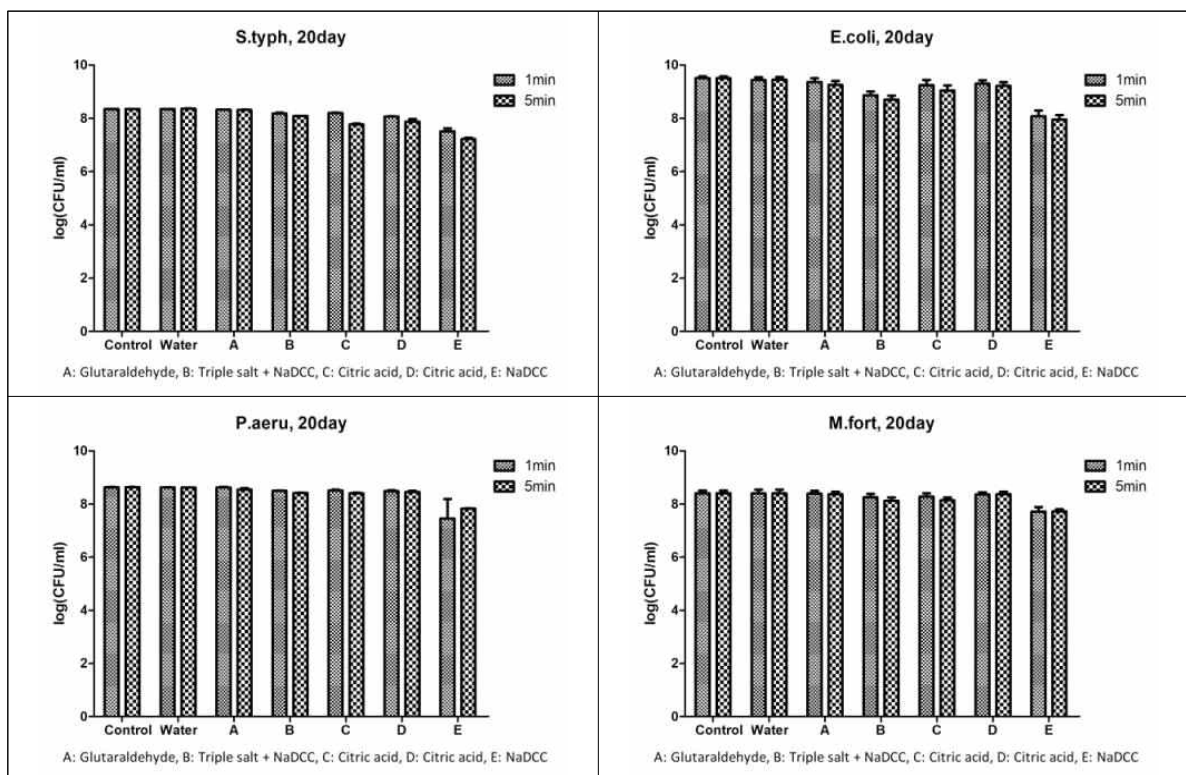 S.typh, 20day
10
8
6
4
2
0
log(CFU/ml)
1min
5min
Control Water A B C D E
A: Glutaraldehyde, B: Triple salt + NaDCC, C: Citric acid, D: Citric acid, E: NaDCC
E.coli, 20day
10
8
6
4
2
0
log(CFU/ml)
1min
5min
Control Water A B C D E
A: Glutaraldehyde, B: Triple salt + NaDCC, C: Citric acid, D: Citric acid, E: NaDCC
P.aeru, 20day
10
8
6
4
2
0
log(CFU/ml)
1min
5min
Control Water A B C D E
A: Glutaraldehyde, B: Triple salt + NaDCC, C: Citric acid, D: Citric acid, E: NaDCC
M.fort, 20day
10
8
6
4
2
0
log(CFU/ml)
1min
5min
Control Water A B C D E
A: Glutaraldehyde, B: Triple salt + NaDCC, C: Citric acid, D: Citric acid, E: NaDCC